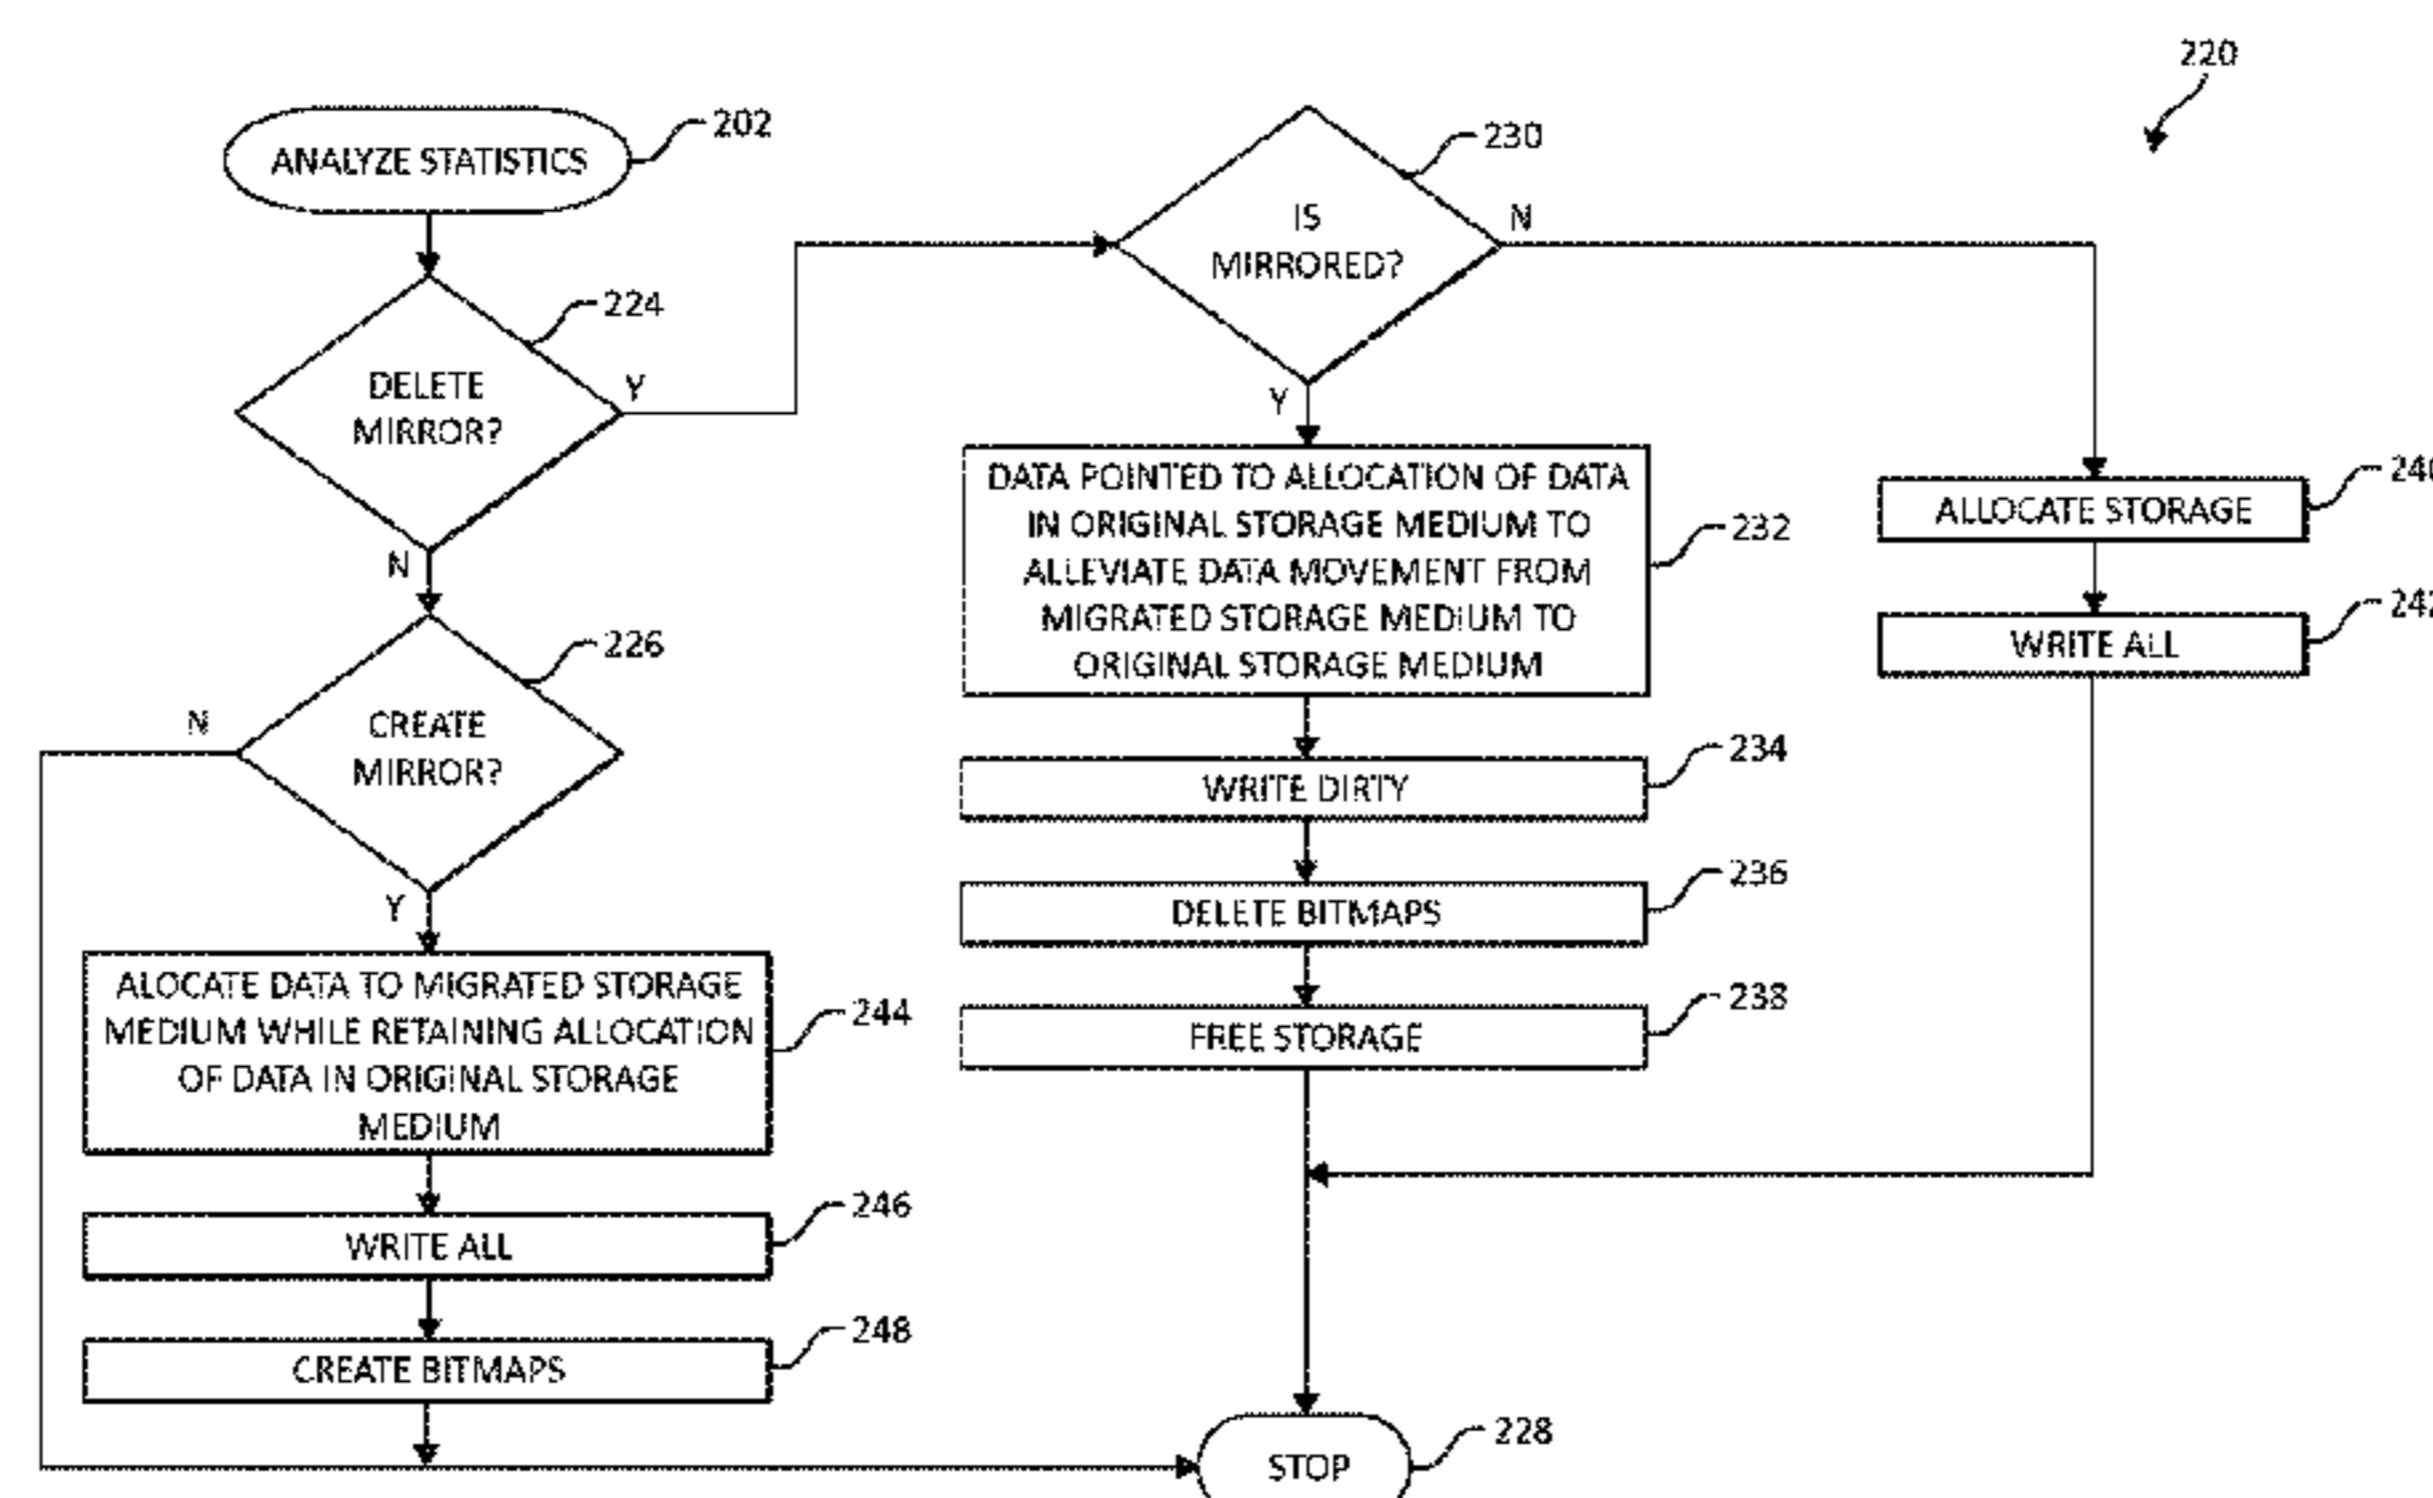 220
ANALYZE STATISTICS
202
DELETE
MIRROR?
224
Y
N
CREATE
MIRROR?
226
N
Y
ALOCATE DATA TO MIGRATED STORAGE
MEDIUM WHILE RETAINING ALLOCATION
OF DATA IN ORIGINAL STORAGE
MEDIUM
244
WRITE ALL
246
CREATE BITMAPS
248
IS
MIRRORED?
230
N
Y
DATA POINTED TO ALLOCATION OF DATA
IN ORIGINAL STORAGE MEDIUM TO
ALLEVIATE DATA MOVEMENT FROM
MIGRATED STORAGE MEDIUM TO
ORIGINAL STORAGE MEDIUM
232
WRITE DIRTY
234
DELETE BITMAPS
236
FREE STORAGE
238
ALLOCATE STORAGE
WRITE ALL
STOP
228